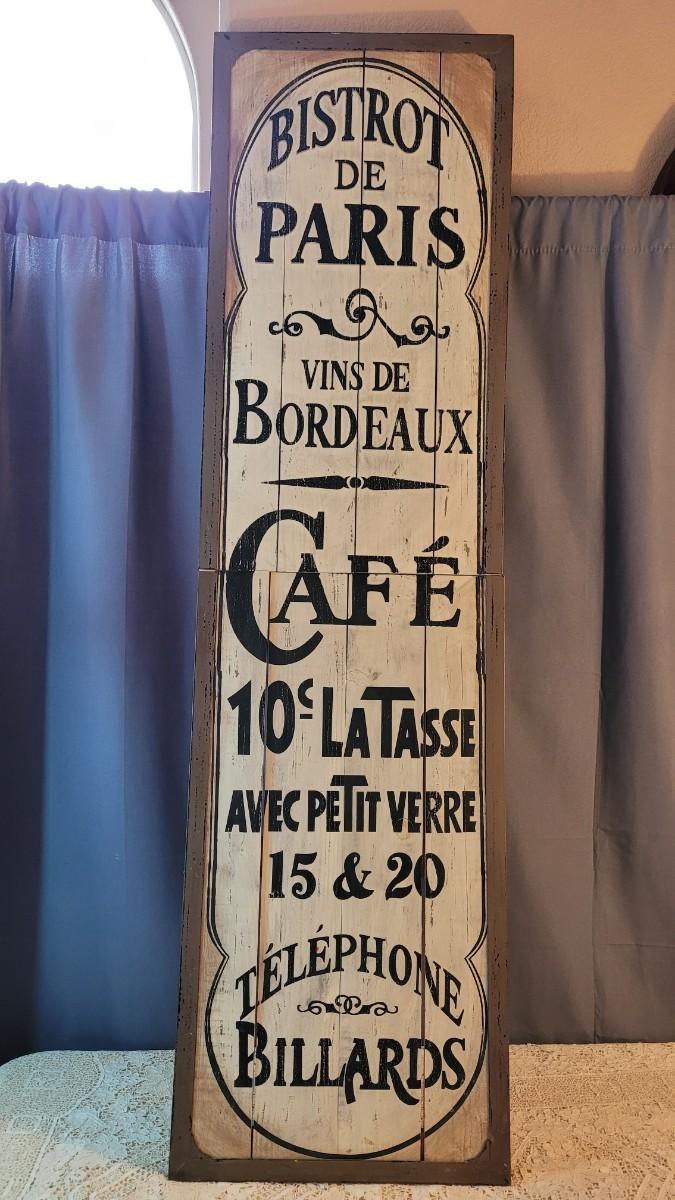 BISTROT
DE
PARIS
VINS DE
BORDEAUX
CAFÉ
10c LA TASSE
AVEC PETIT VERRE
15 & 20
TÉLÉPHONE
BILLARDS